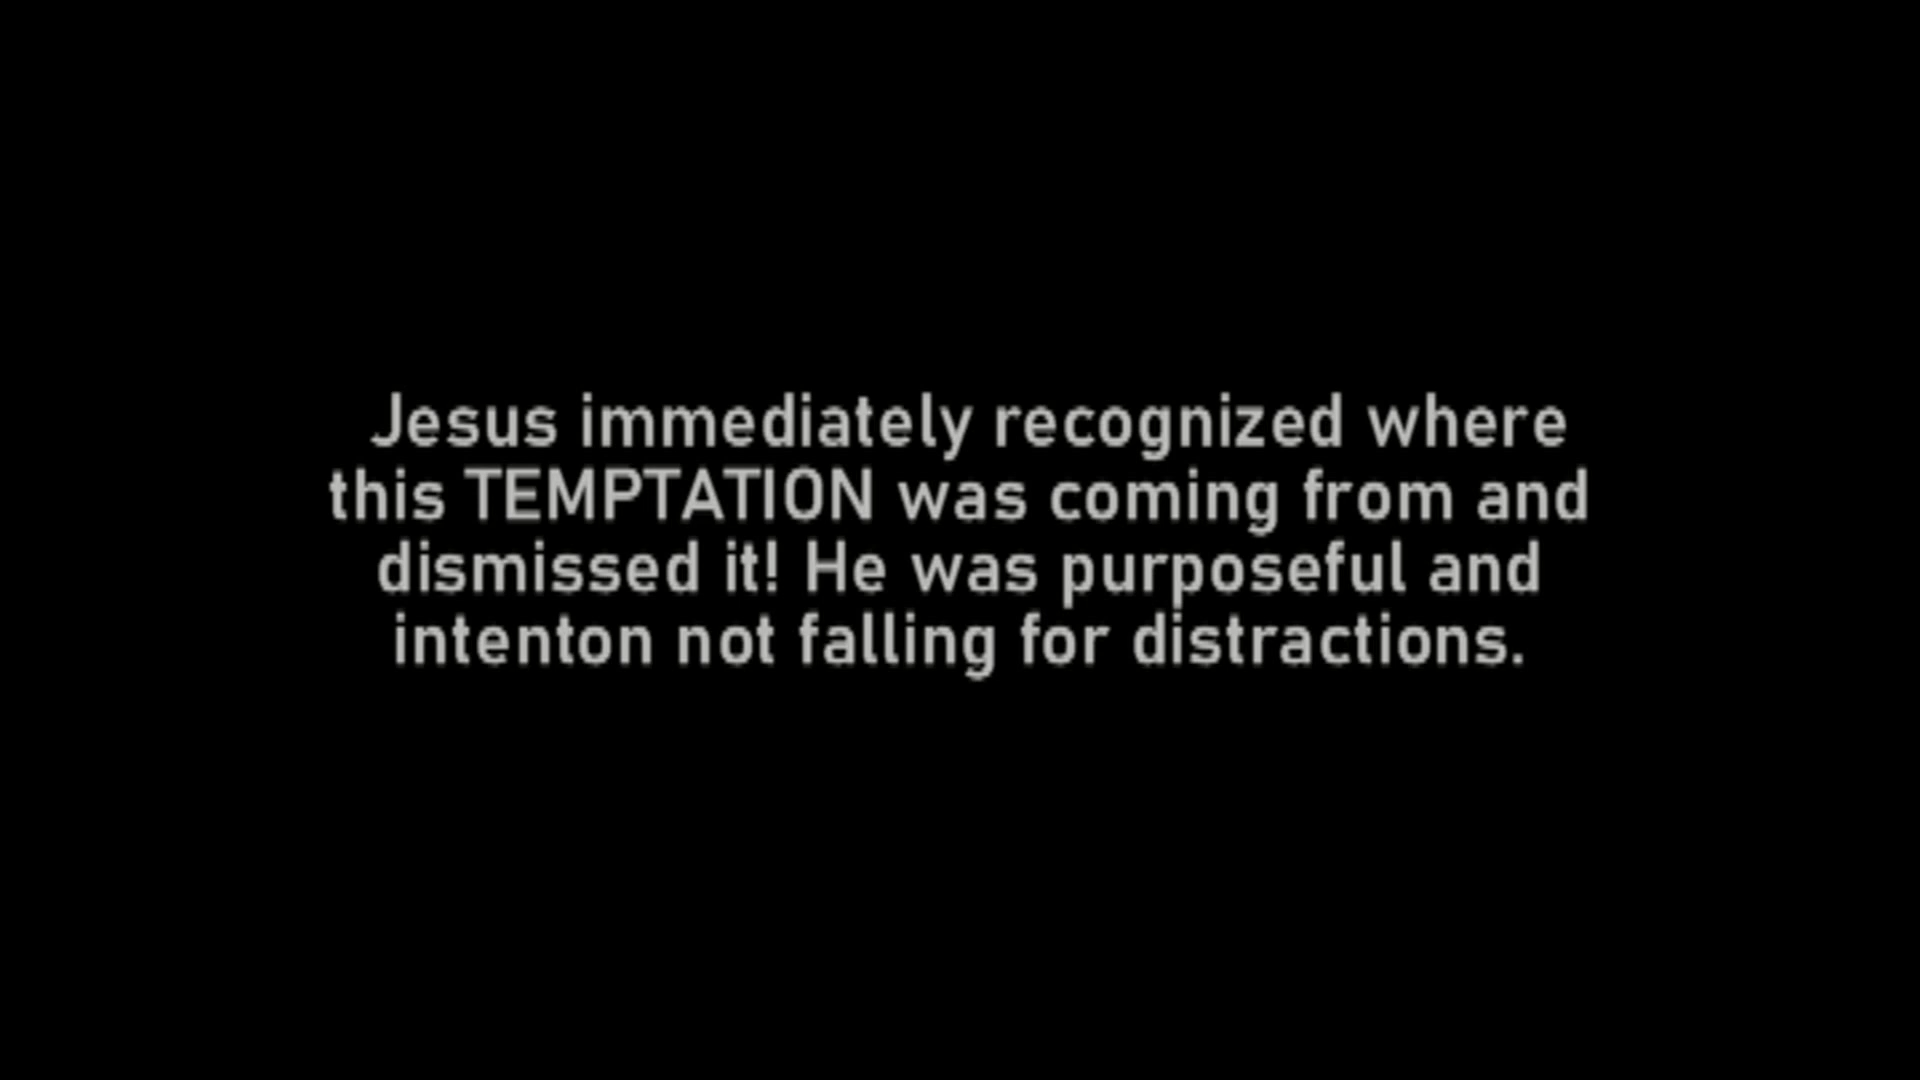 Jesus immediately recognized where
this TEMPTATION was coming from and
dismissed it! He was purposeful and
intenton not falling for distractions.